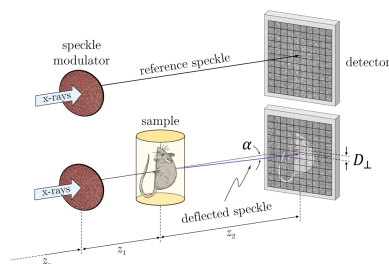 speckle
modulator
reference speckle
detector
x-rays
sample
α
D⊥
x-rays
deflected speckle
z₁
z₂